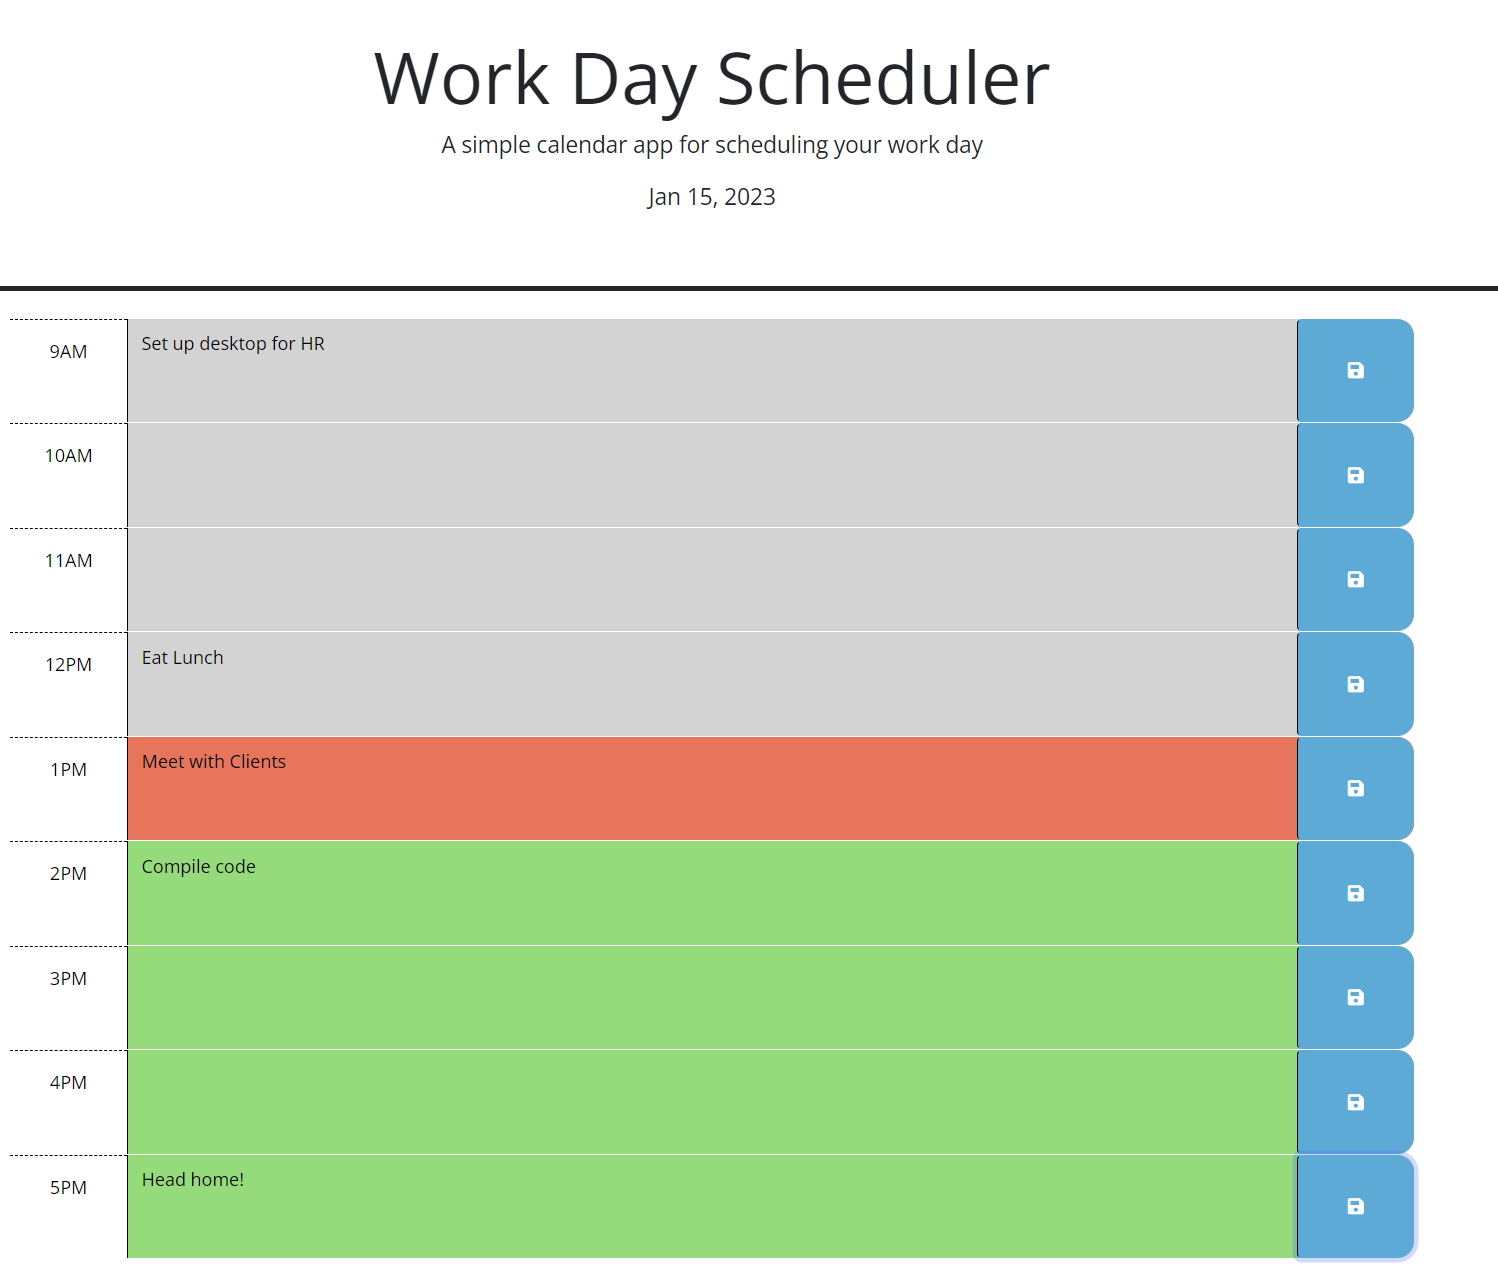 Work Day Scheduler
A simple calendar app for scheduling your work day
Jan 15, 2023
9AM
Set up desktop for HR
10AM
11AM
12PM
Eat Lunch
1PM
Meet with Clients
2PM
Compile code
3PM
4PM
5PM
Head home!